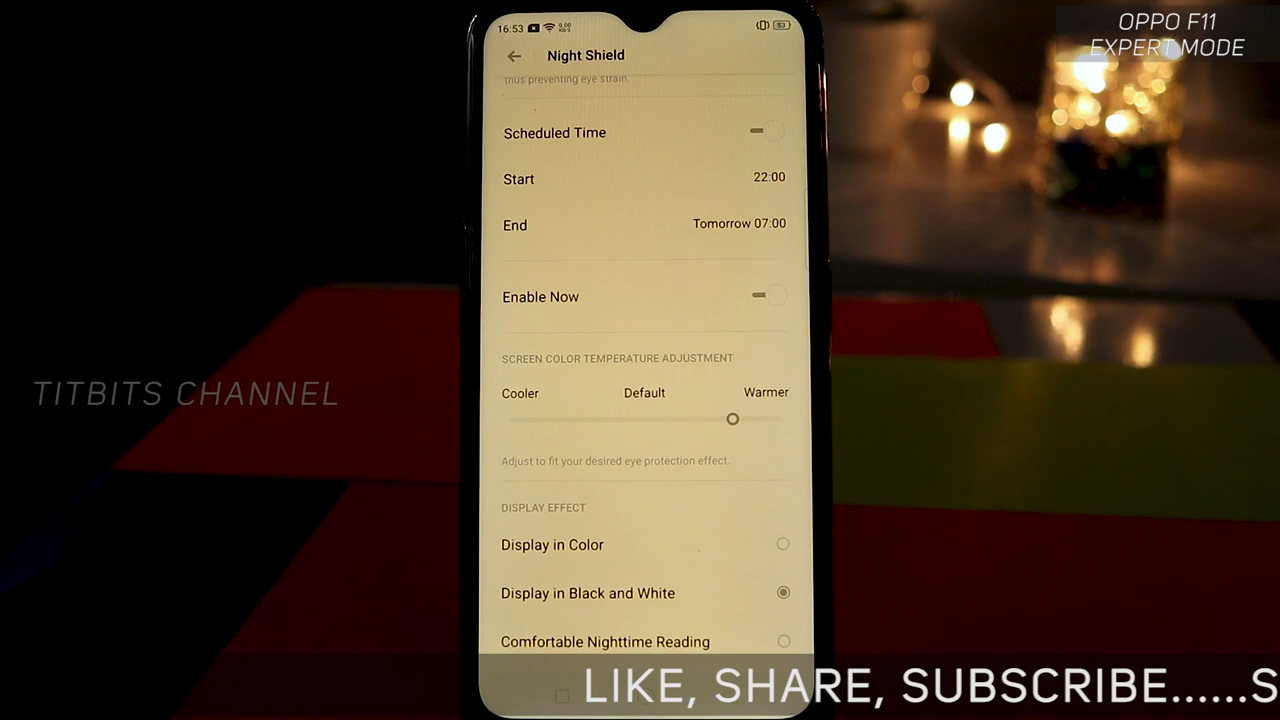 OPPO F11
EXPERT MODE
16:53
53
Night Shield
thus preventing eye strain.
Scheduled Time
Start 22:00
End Tomorrow 07:00
Enable Now
SCREEN COLOR TEMPERATURE ADJUSTMENT
Cooler Default Warmer
Adjust to fit your desired eye protection effect.
DISPLAY EFFECT
Display in Color
Display in Black and White
Comfortable Nighttime Reading
TITBITS CHANNEL
LIKE, SHARE, SUBSCRIBE......S